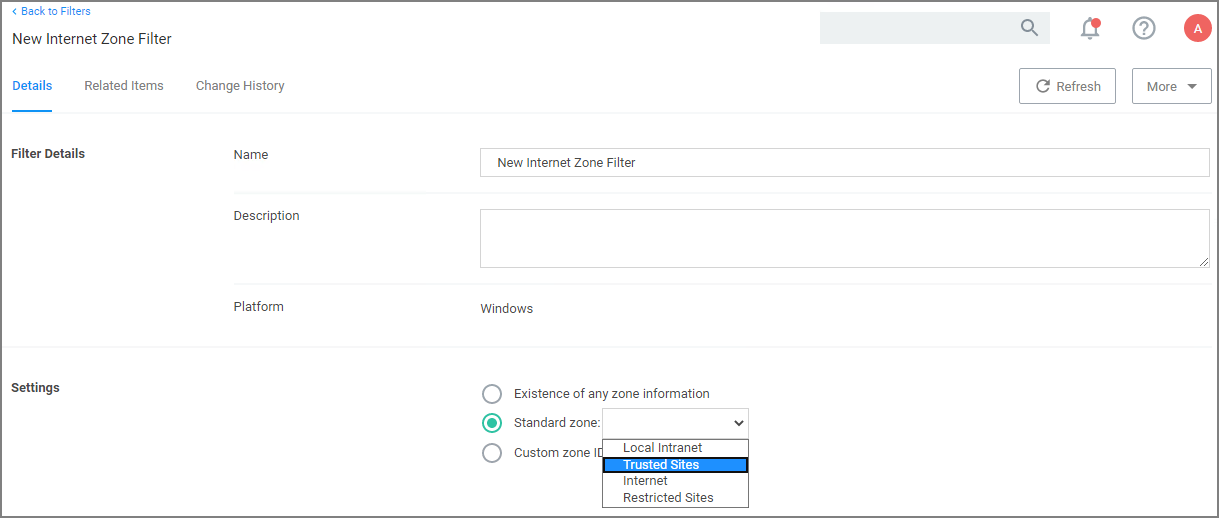 Back to Filters
New Internet Zone Filter
A
Details Related Items Change History Refresh More
Filter Details Name New Internet Zone Filter
Description
Platform Windows
Settings Existence of any zone information
Standard zone:
Custom zone ID
Local Intranet
Trusted Sites
Internet
Restricted Sites